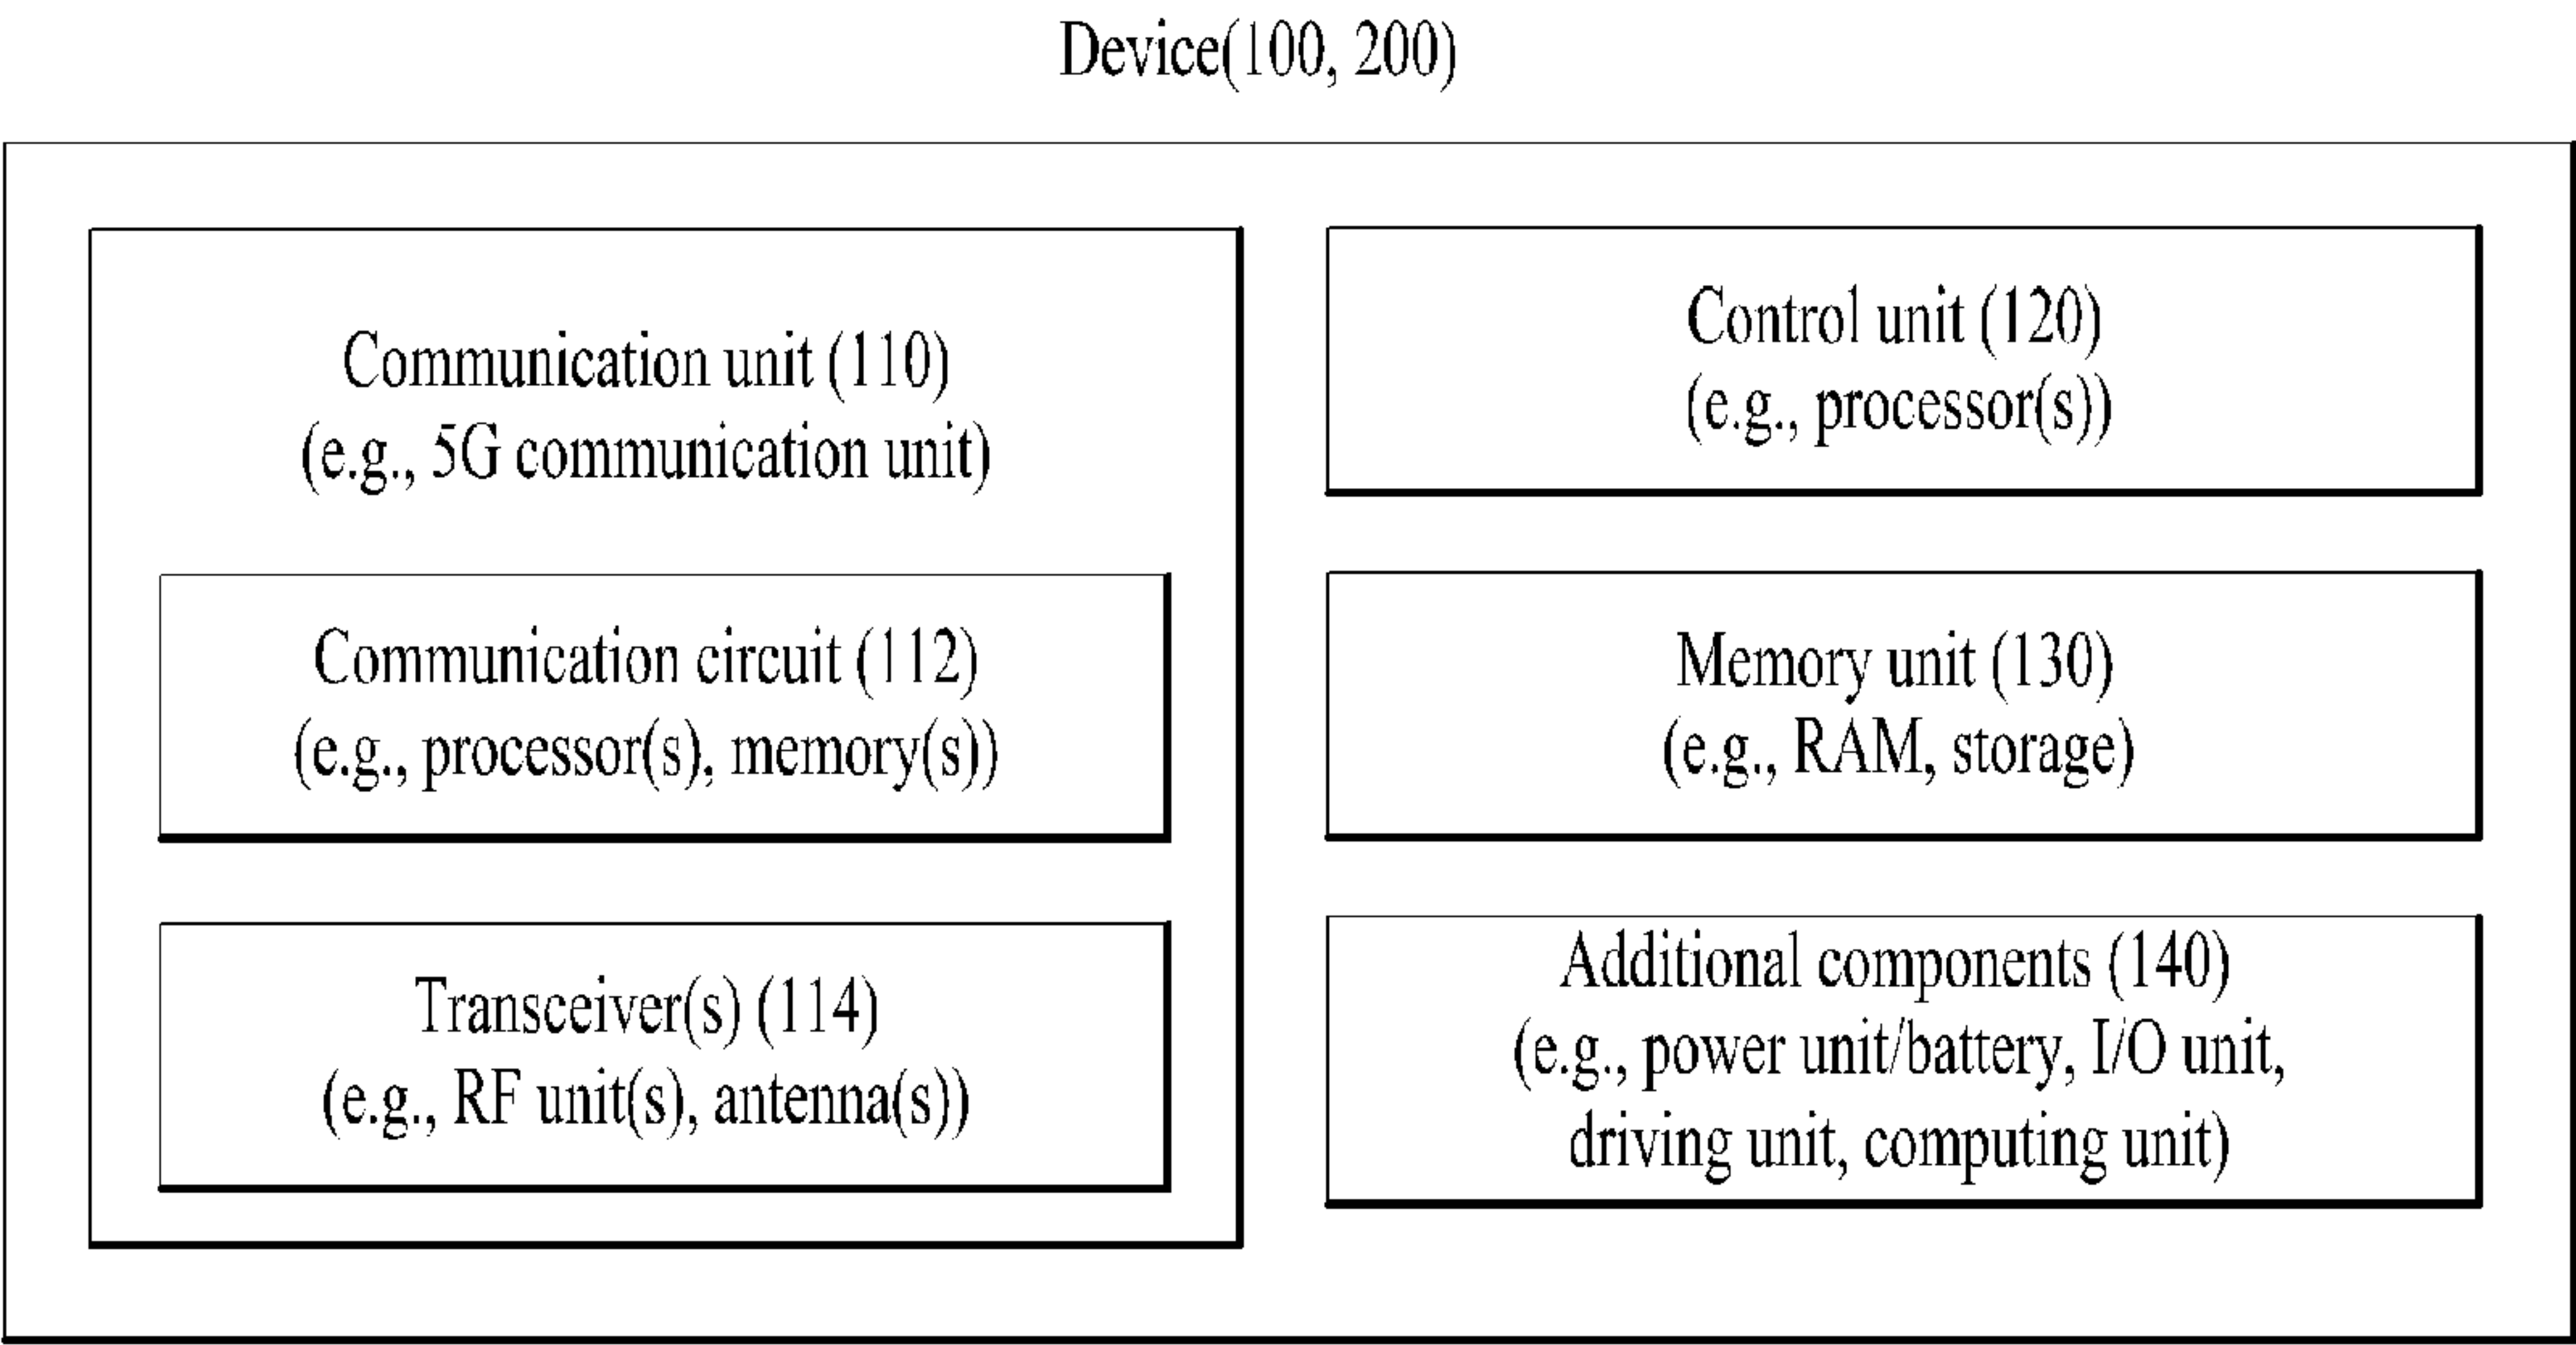 Device(100, 200)
Communication unit (110)
(e.g., 5G communication unit)
Communication circuit (112)
(e.g., processor(s), memory(s))
Transceiver(s) (114)
(e.g., RF unit(s), antenna(s))
Control unit (120)
(e.g., processor(s))
Memory unit (130)
(e.g., RAM, storage)
Additional components (140)
(e.g., power unit/battery, I/O unit,
driving unit, computing unit)